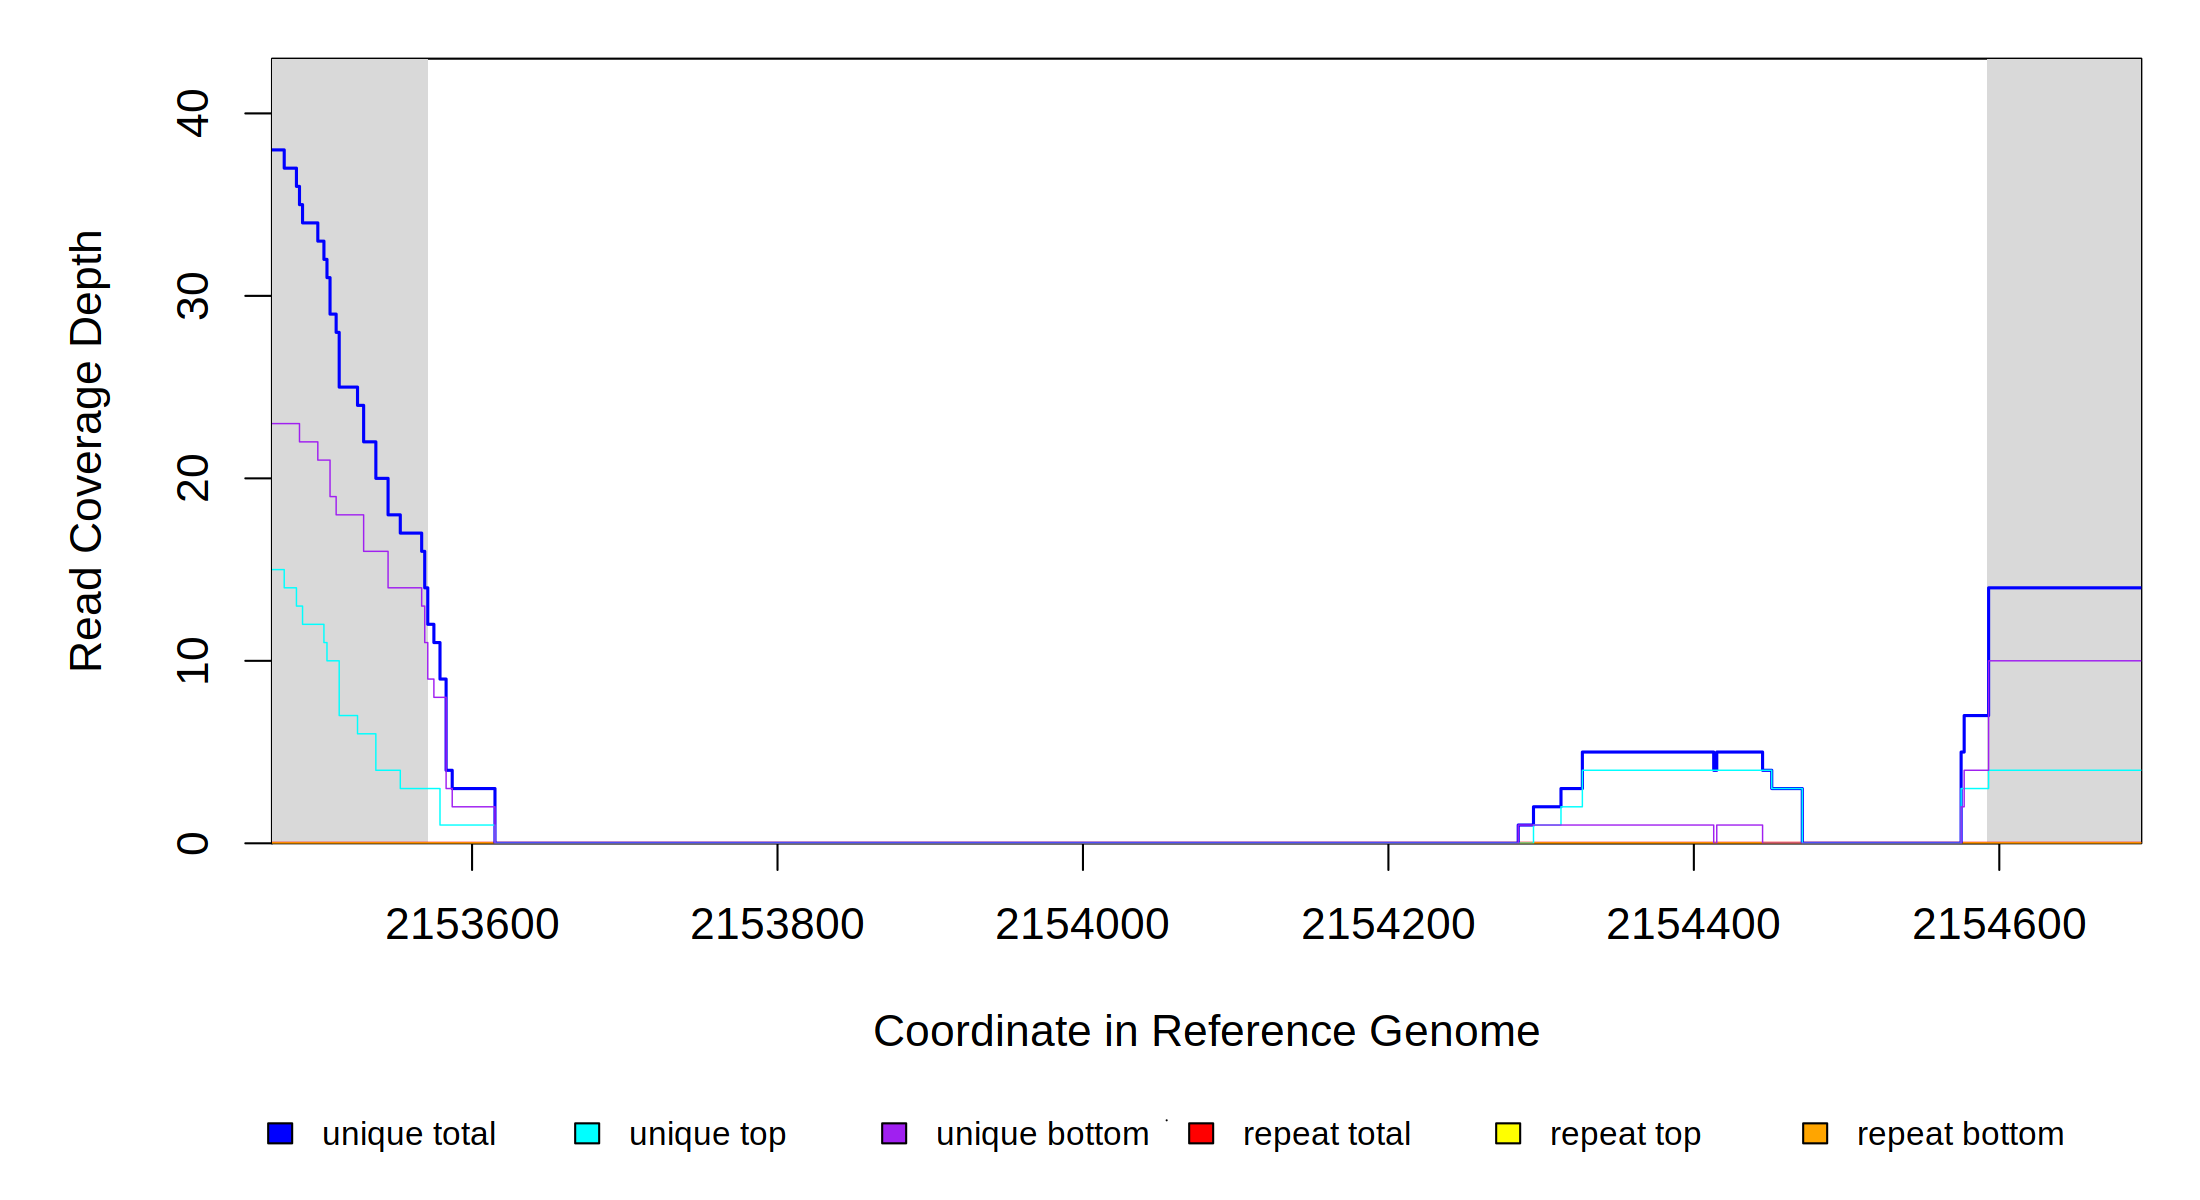 40
30
20
10
0
Read Coverage Depth
2153600 2153800 2154000 2154200 2154400 2154600
Coordinate in Reference Genome
unique total unique top unique bottom repeat total repeat top repeat bottom